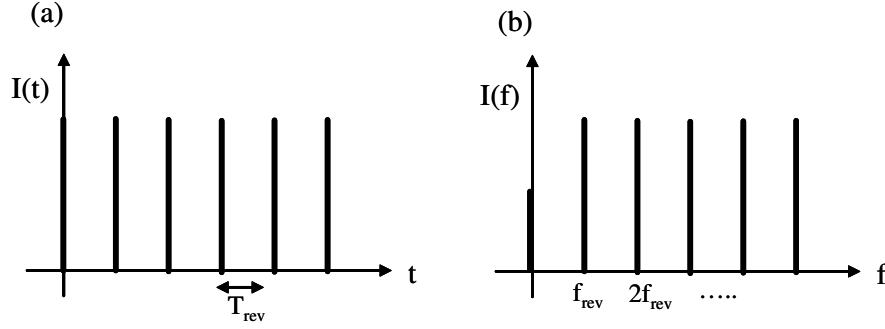 (a)
I(t)
t
T_rev
(b)
I(f)
f_rev 2f_rev .....
f